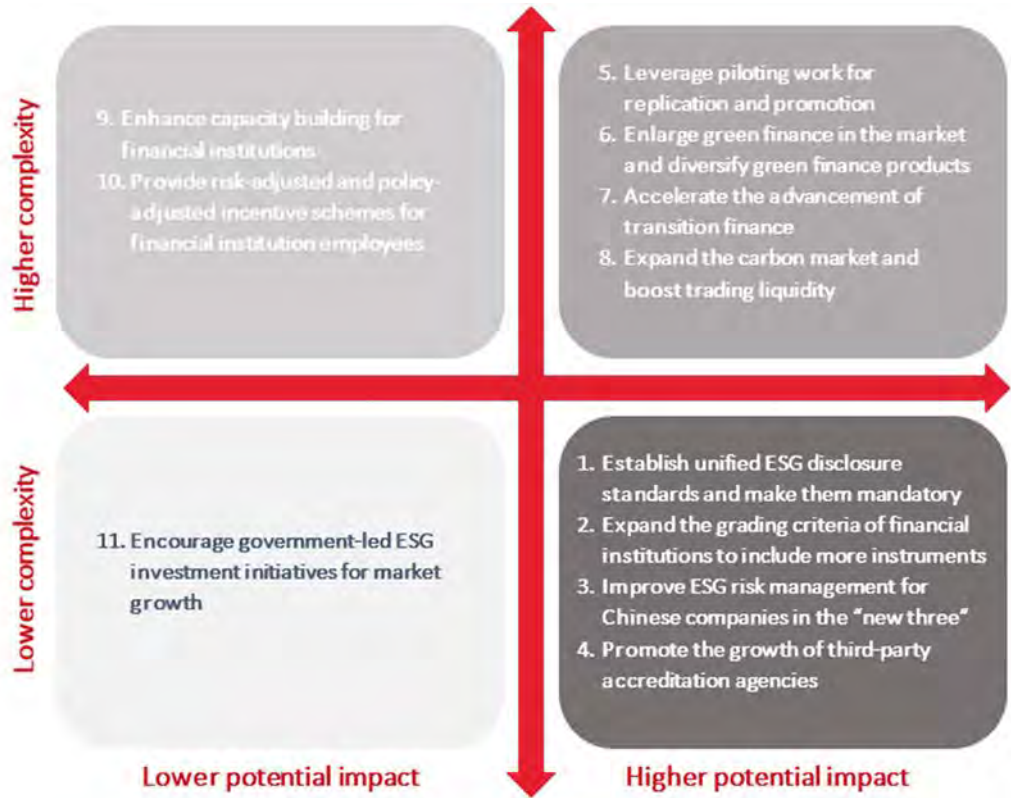 Higher complexity
9. Enhance capacity building for
financial institutions
10. Provide risk-adjusted and policy-
adjusted incentive schemes for
financial institution employees
5. Leverage piloting work for
replication and promotion
6. Enlarge green finance in the market
and diversify green finance products
7. Accelerate the advancement of
transition finance
8. Expand the carbon market and
boost trading liquidity
Lower complexity
11. Encourage government-led ESG
investment initiatives for market
growth
1. Establish unified ESG disclosure
standards and make them mandatory
2. Expand the grading criteria of financial
institutions to include more instruments
3. Improve ESG risk management for
Chinese companies in the "new three"
4. Promote the growth of third-party
accreditation agencies
Lower potential impact
Higher potential impact